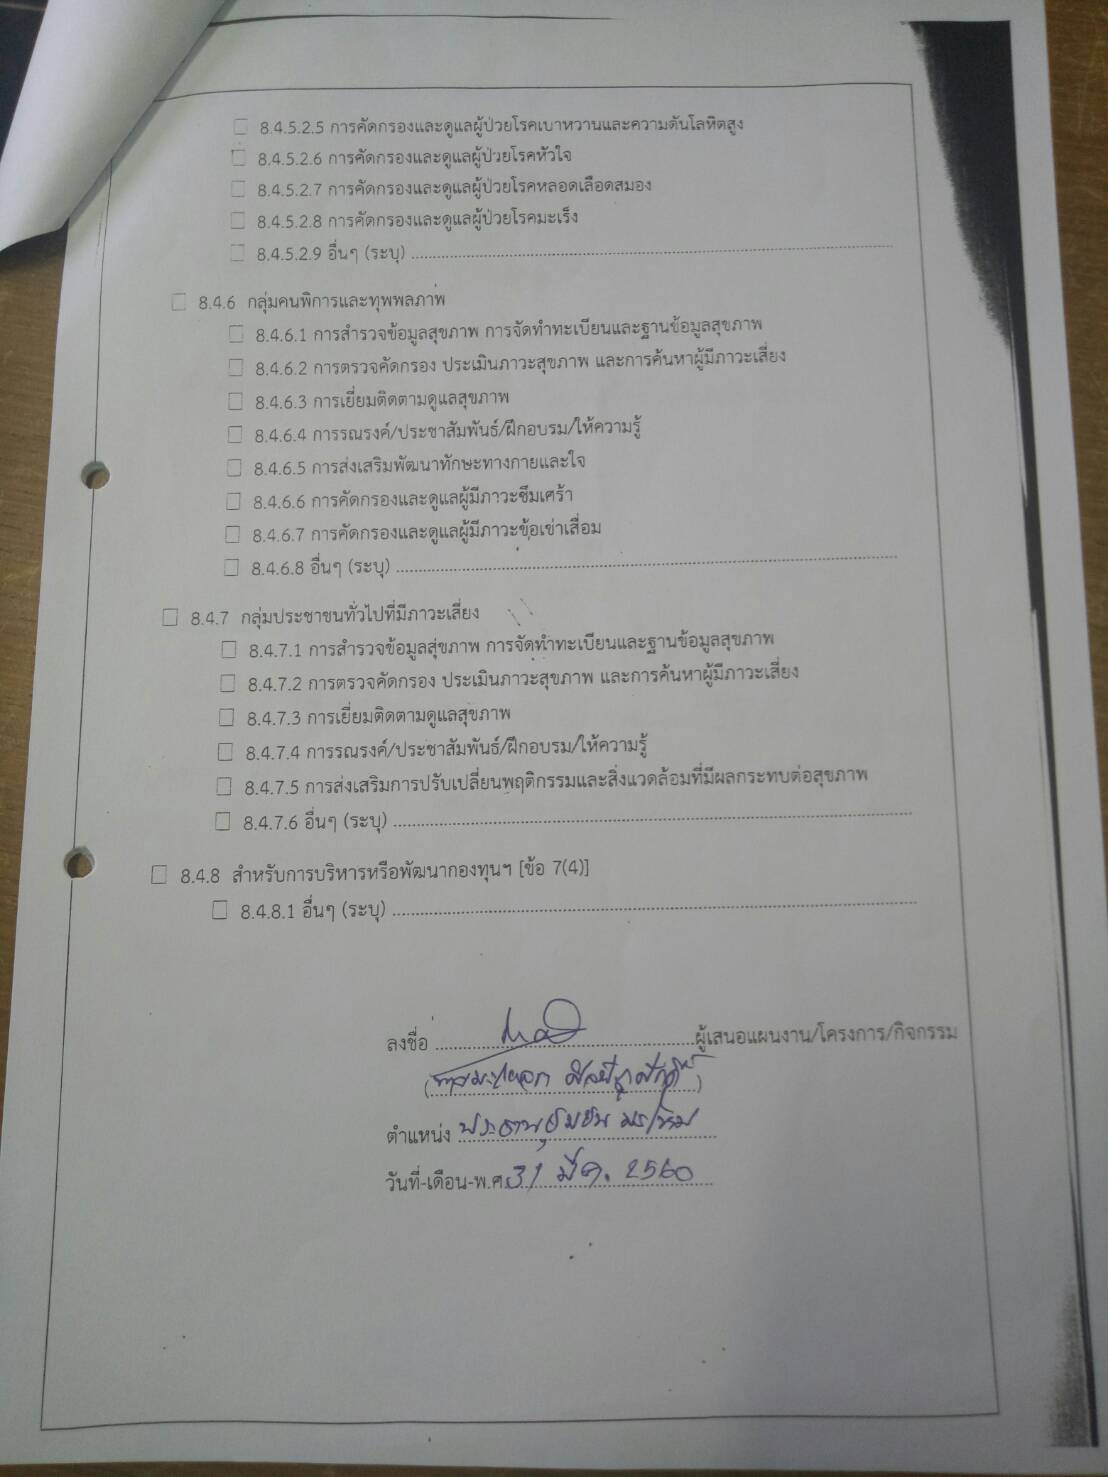 ☐ 8.4.5.2.5 การคัดกรองและดูแลผู้ป่วยโรคเบาหวานและความดันโลหิตสูง
☐ 8.4.5.2.6 การคัดกรองและดูแลผู้ป่วยโรคหัวใจ
☐ 8.4.5.2.7 การคัดกรองและดูแลผู้ป่วยโรคหลอดเลือดสมอง
☐ 8.4.5.2.8 การคัดกรองและดูแลผู้ป่วยโรคมะเร็ง
☐ 8.4.5.2.9 อื่นๆ (ระบุ) ........................................
☐ 8.4.6 กลุ่มคนพิการและทุพพลภาพ
☐ 8.4.6.1 การสำรวจข้อมูลสุขภาพ การจัดทำทะเบียนและฐานข้อมูลสุขภาพ
☐ 8.4.6.2 การตรวจคัดกรอง ประเมินภาวะสุขภาพ และการค้นหาผู้มีภาวะเสี่ยง
☐ 8.4.6.3 การเยี่ยมติดตามดูแลสุขภาพ
☐ 8.4.6.4 การรณรงค์/ประชาสัมพันธ์/ฝึกอบรม/ให้ความรู้
☐ 8.4.6.5 การส่งเสริมพัฒนาทักษะทางกายและใจ
☐ 8.4.6.6 การคัดกรองและดูแลผู้มีภาวะซึมเศร้า
☐ 8.4.6.7 การคัดกรองและดูแลผู้มีภาวะข้อเข่าเสื่อม
☐ 8.4.6.8 อื่นๆ (ระบุ) ........................................
☐ 8.4.7 กลุ่มประชาชนทั่วไปที่มีภาวะเสี่ยง
☐ 8.4.7.1 การสำรวจข้อมูลสุขภาพ การจัดทำทะเบียนและฐานข้อมูลสุขภาพ
☐ 8.4.7.2 การตรวจคัดกรอง ประเมินภาวะสุขภาพ และการค้นหาผู้มีภาวะเสี่ยง
☐ 8.4.7.3 การเยี่ยมติดตามดูแลสุขภาพ
☐ 8.4.7.4 การรณรงค์/ประชาสัมพันธ์/ฝึกอบรม/ให้ความรู้
☐ 8.4.7.5 การส่งเสริมการปรับเปลี่ยนพฤติกรรมและสิ่งแวดล้อมที่มีผลกระทบต่อสุขภาพ
☐ 8.4.7.6 อื่นๆ (ระบุ) ........................................
☐ 8.4.8 สำหรับการบริหารหรือพัฒนากองทุนฯ [ข้อ 7(4)]
☐ 8.4.8.1 อื่นๆ (ระบุ) ........................................
ลงชื่อ ........................................ผู้เสนอแผนงาน/โครงการ/กิจกรรม
ตำแหน่ง ประธาน
วันที่-เดือน-พ.ศ. 31 มีค. 2560